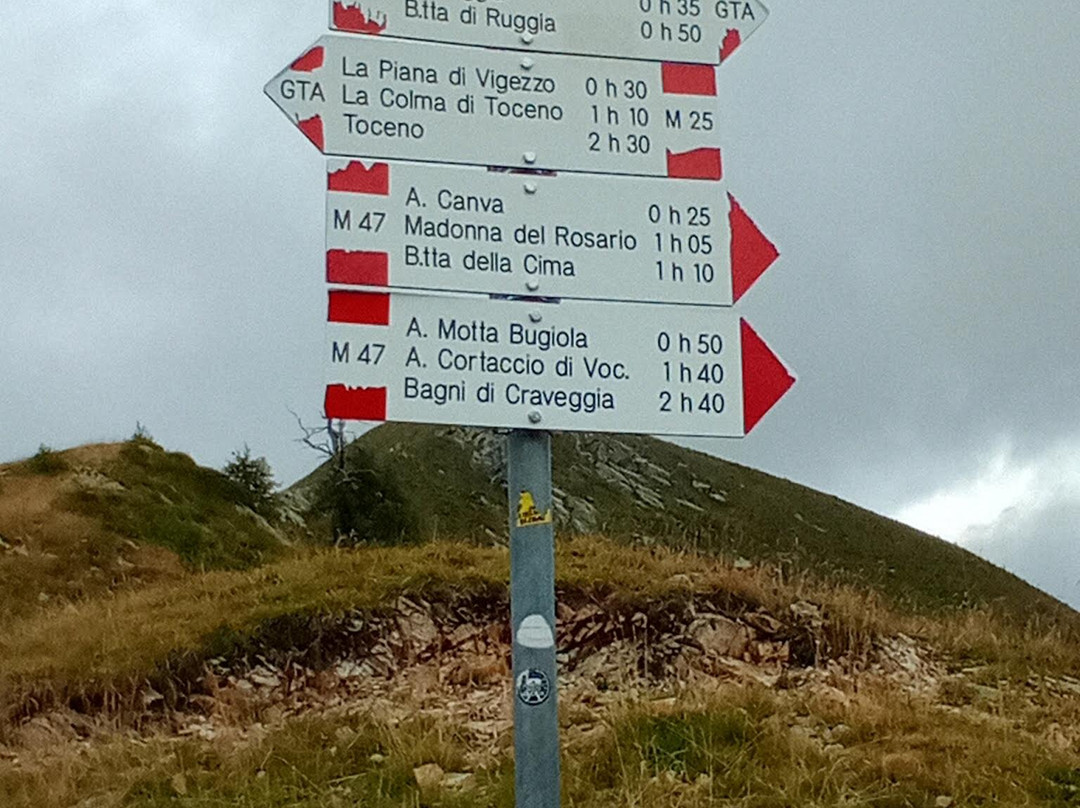 0 h 35 GTA
B.tta di Ruggia 0 h 50
La Piana di Vigezzo 0 h 30
GTA La Colma di Toceno 1 h 10 M 25
Toceno 2 h 30
A. Canva 0 h 25
M 47 Madonna del Rosario 1 h 05
B.tta della Cima 1 h 10
A. Motta Bugiola 0 h 50
M 47 A. Cortaccio di Voc. 1 h 40
Bagni di Craveggia 2 h 40